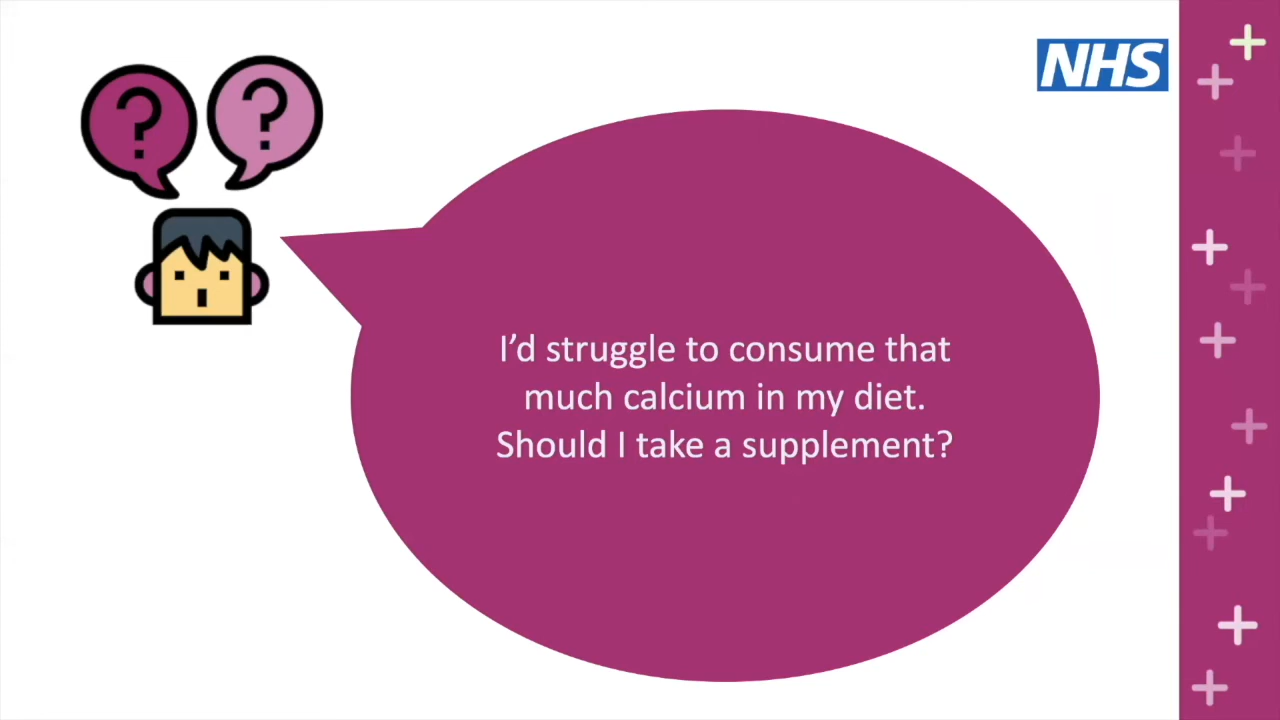 NHS
?
?
I’d struggle to consume that
much calcium in my diet.
Should I take a supplement?